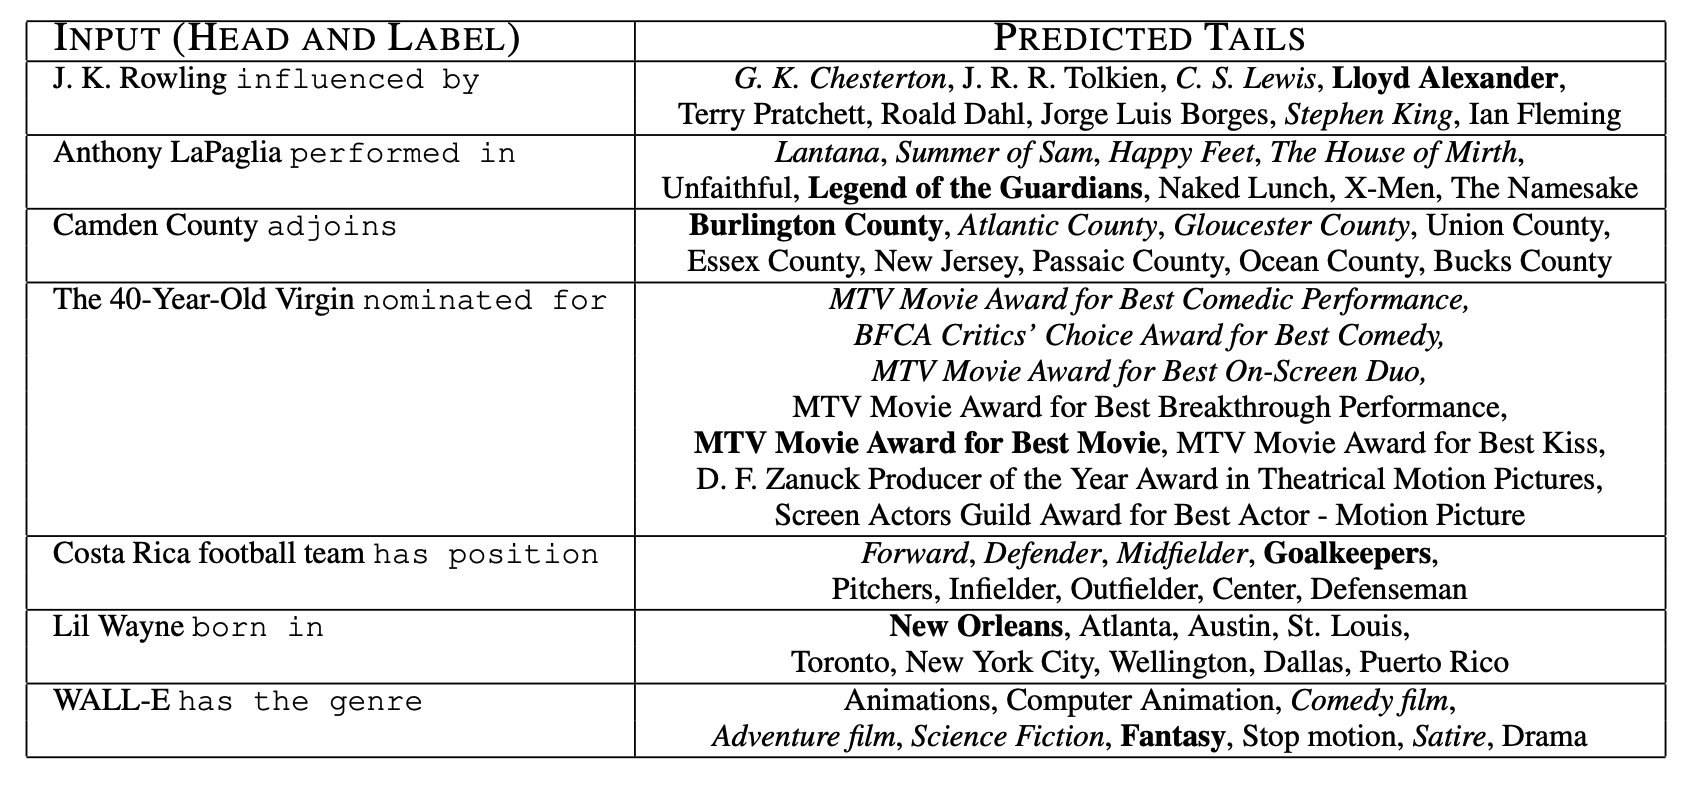 INPUT (HEAD AND LABEL) PREDICTED TAILS
J. K. Rowling influenced by G. K. Chesterton, J. R. R. Tolkien, C. S. Lewis, Lloyd Alexander,
Terry Pratchett, Roald Dahl, Jorge Luis Borges, Stephen King, Ian Fleming
Anthony LaPaglia performed in Lantana, Summer of Sam, Happy Feet, The House of Mirth,
Unfaithful, Legend of the Guardians, Naked Lunch, X-Men, The Namesake
Camden County adjoins Burlington County, Atlantic County, Gloucester County, Union County,
Essex County, New Jersey, Passaic County, Ocean County, Bucks County
The 40-Year-Old Virgin nominated for MTV Movie Award for Best Comedic Performance,
BFCA Critics' Choice Award for Best Comedy,
MTV Movie Award for Best On-Screen Duo,
MTV Movie Award for Best Breakthrough Performance,
MTV Movie Award for Best Movie, MTV Movie Award for Best Kiss,
D. F. Zanuck Producer of the Year Award in Theatrical Motion Pictures,
Screen Actors Guild Award for Best Actor - Motion Picture
Costa Rica football team has position Forward, Defender, Midfielder, Goalkeepers,
Pitchers, Infielder, Outfielder, Center, Defenseman
Lil Wayne born in New Orleans, Atlanta, Austin, St. Louis,
Toronto, New York City, Wellington, Dallas, Puerto Rico
WALL-E has the genre Animations, Computer Animation, Comedy film,
Adventure film, Science Fiction, Fantasy, Stop motion, Satire, Drama